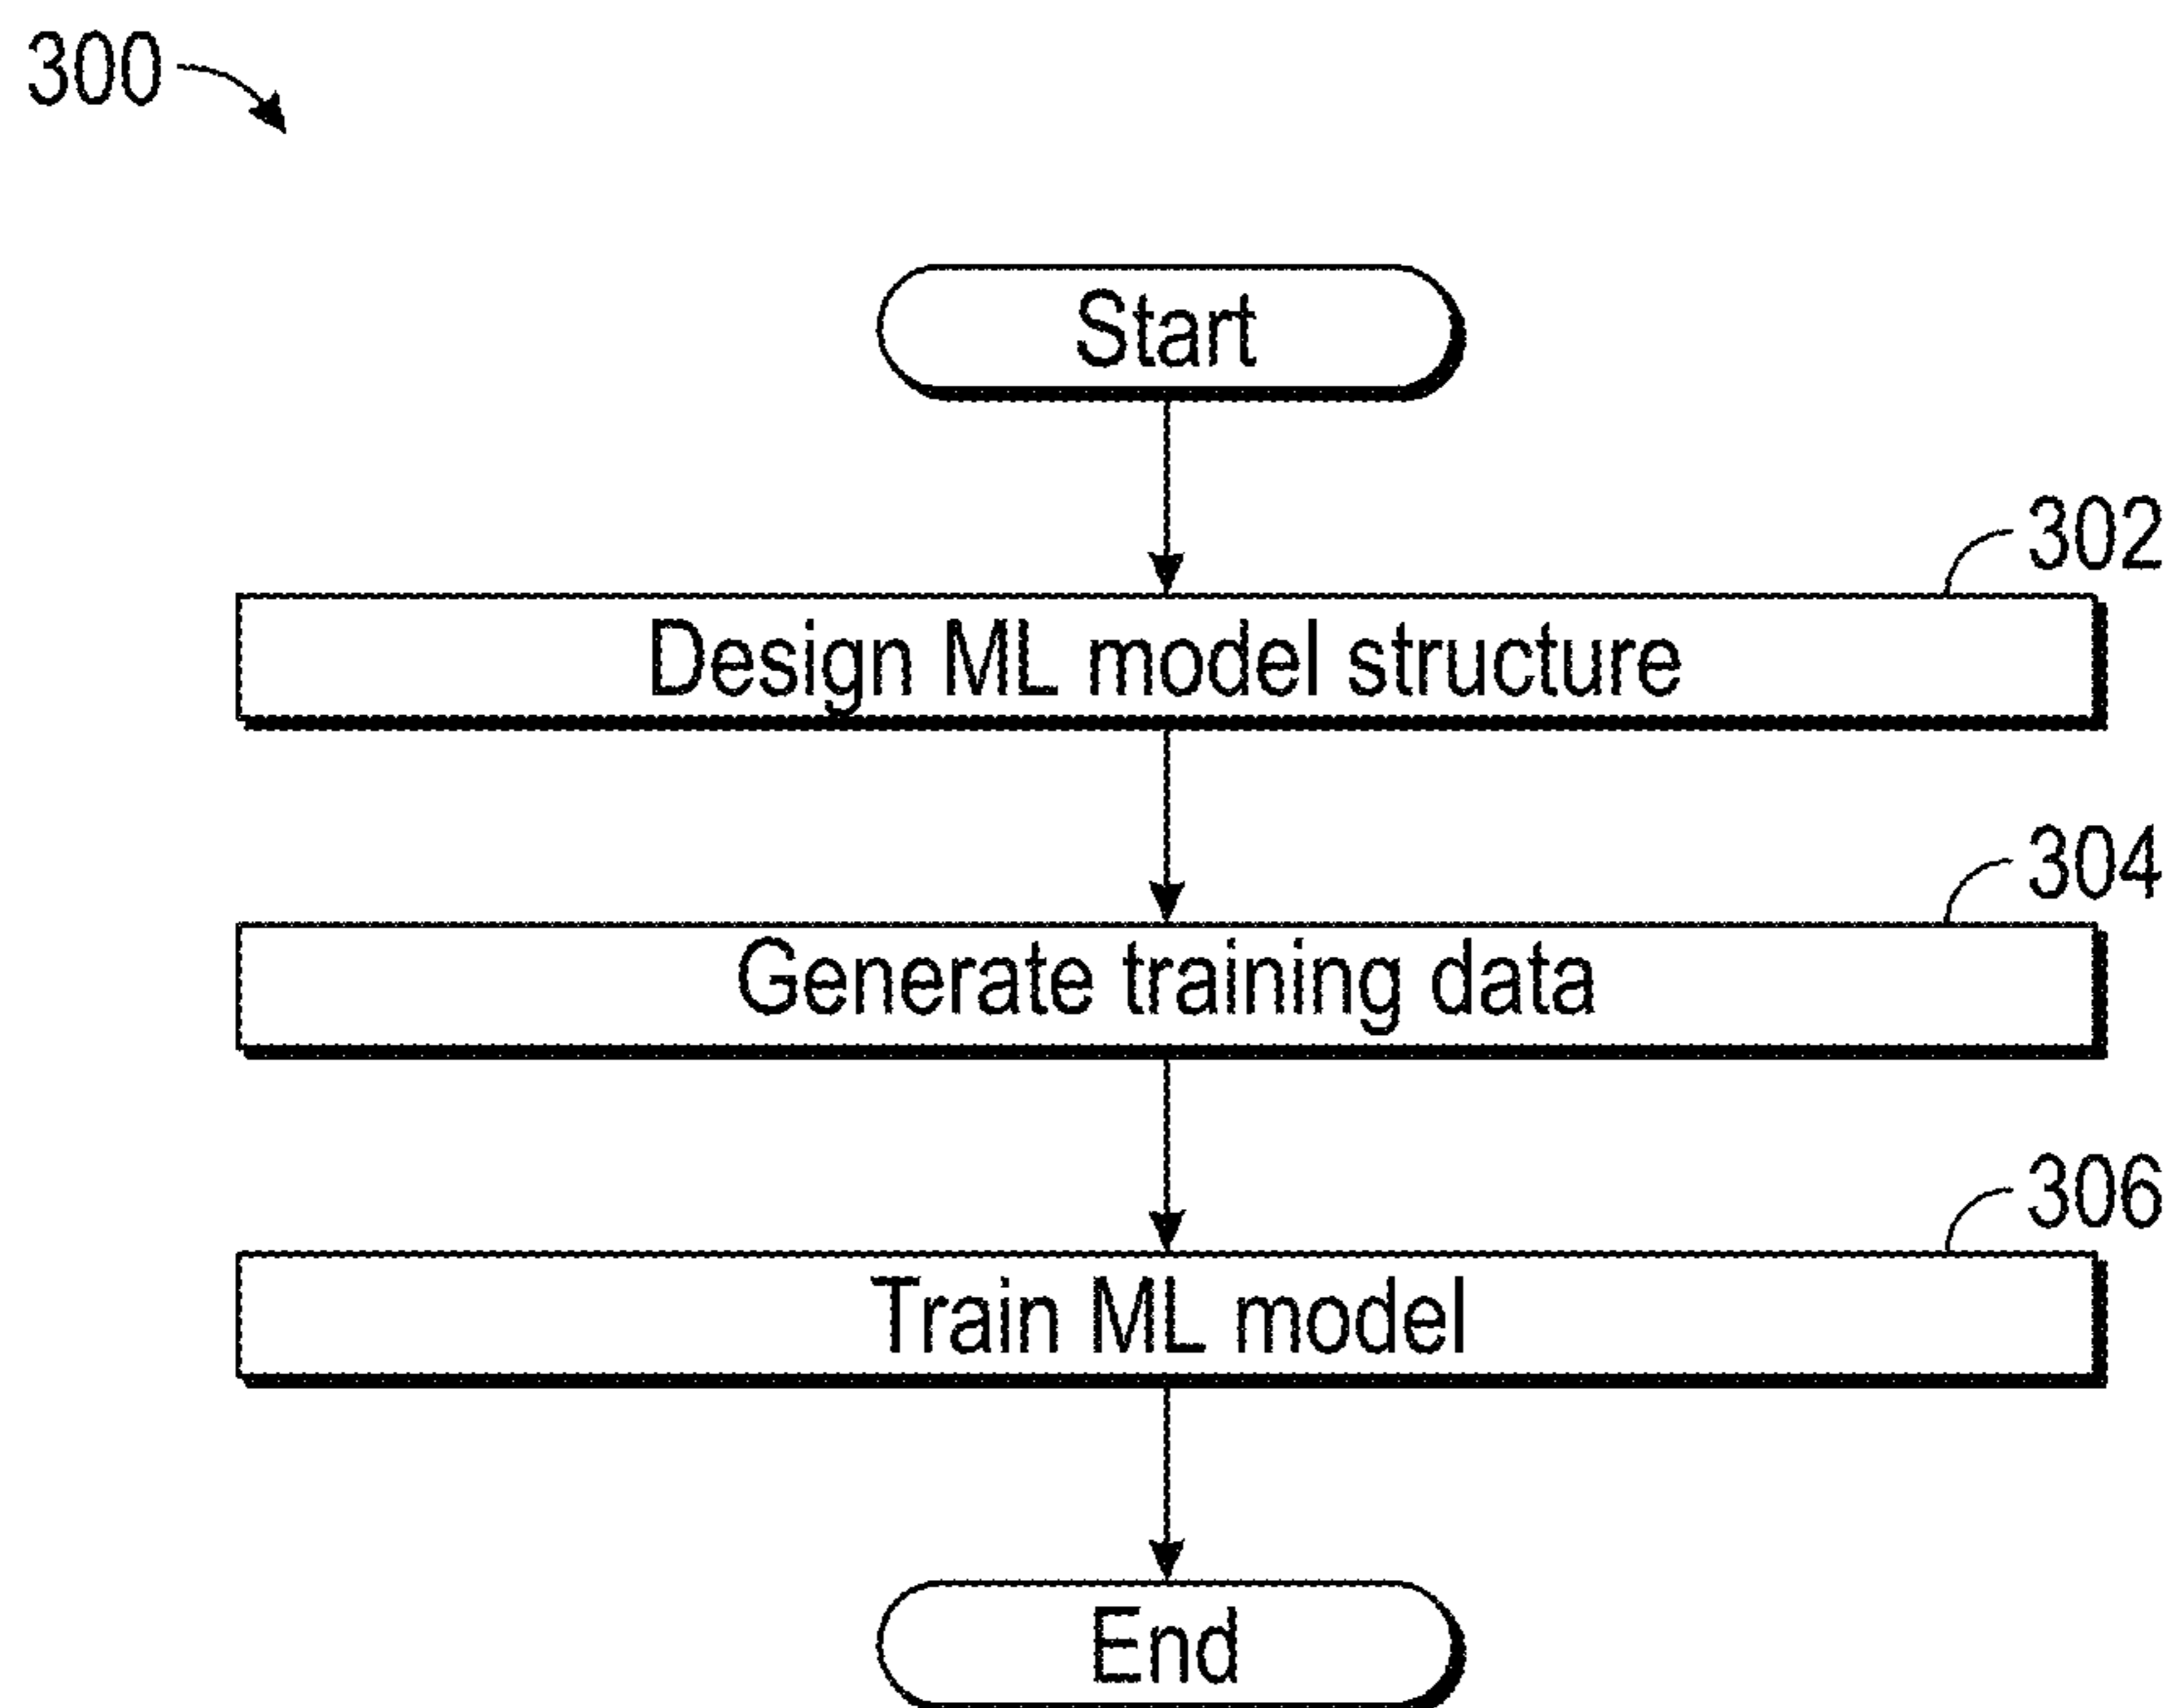 300
Start
302
Design ML model structure
304
Generate training data
306
Train ML model
End